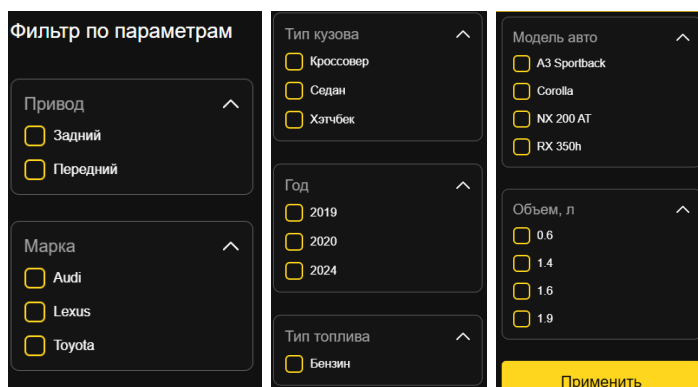 Фильтр по параметрам
Привод
Задний
Передний
Марка
Audi
Lexus
Toyota
Тип кузова
Кроссовер
Седан
Хэтчбек
Год
2019
2020
2024
Тип топлива
Бензин
Модель авто
A3 Sportback
Corolla
NX 200 AT
RX 350h
Объем, л
0.6
1.4
1.6
1.9
Применить